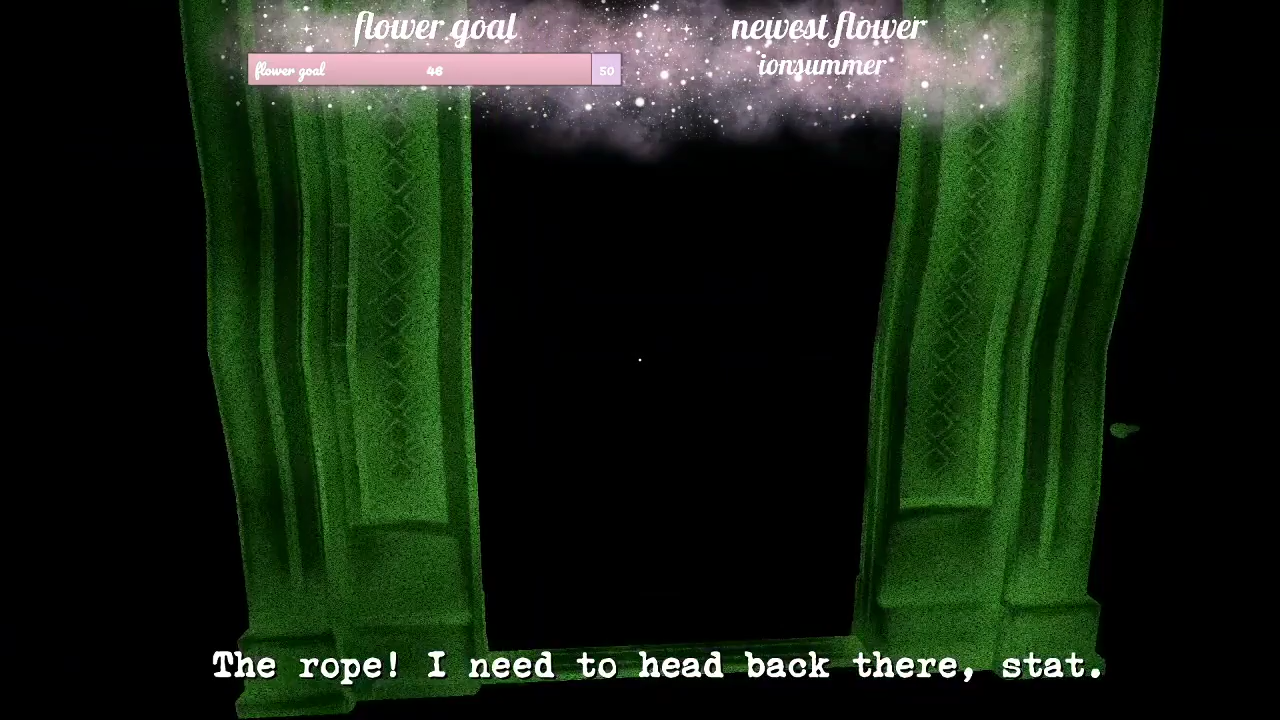 flower goal
newest flower
flower goal 46 50
ionsummer
The rope! I need to head back there, stat.